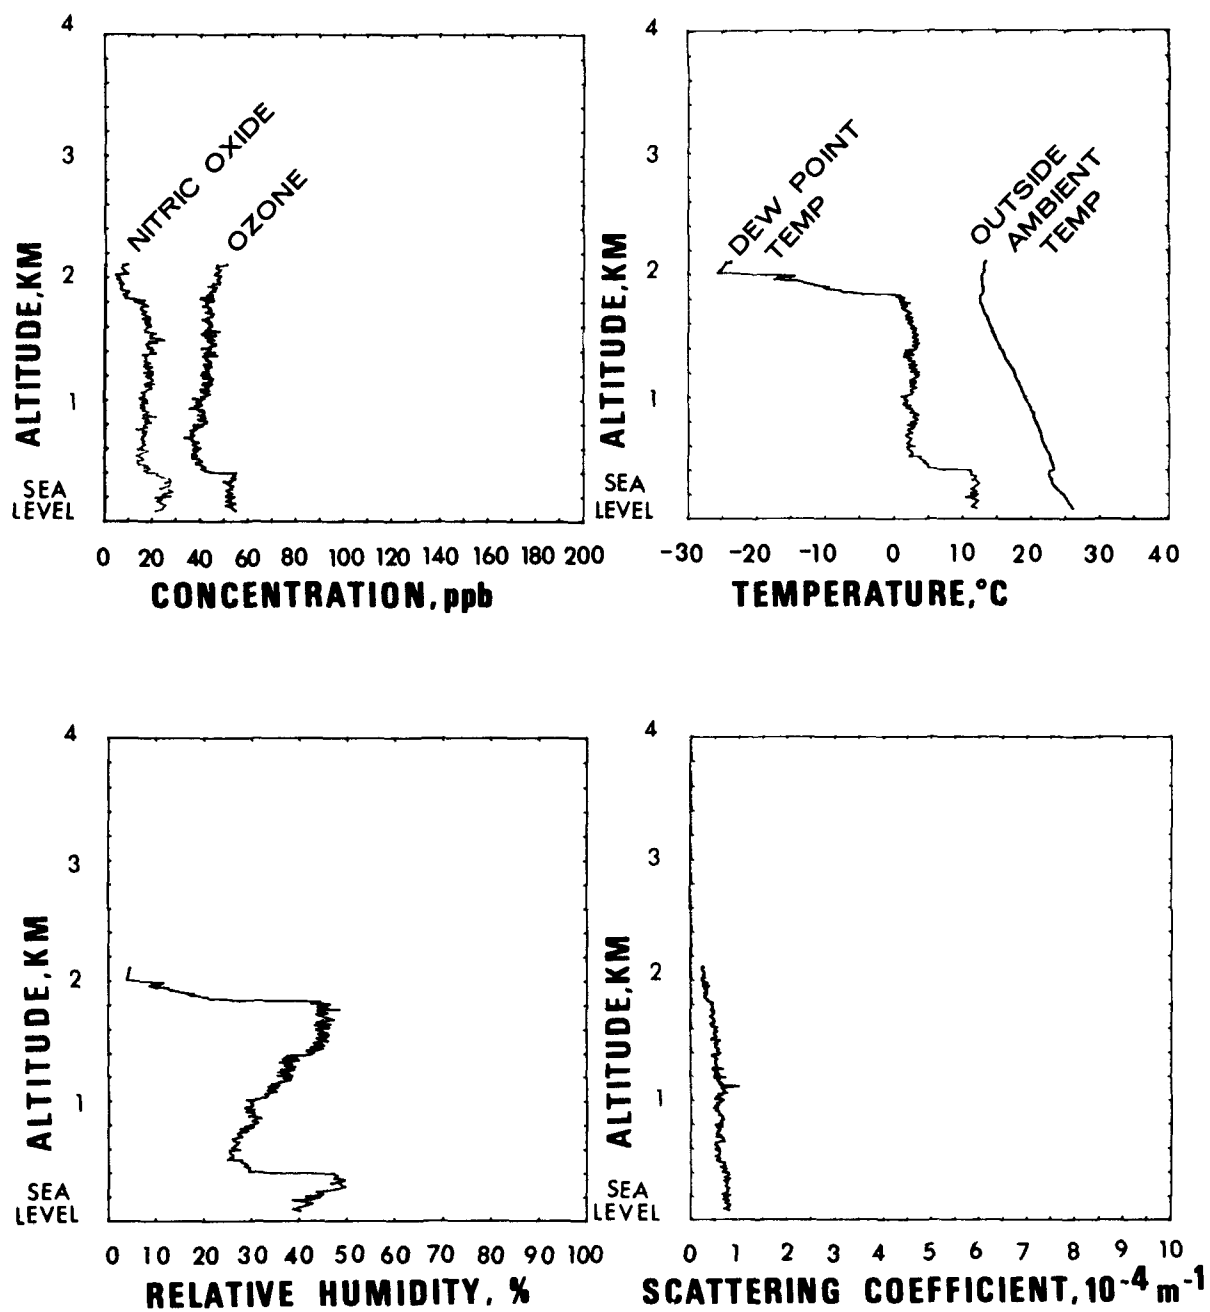 4
3
2
1
ALTITUDE,KM
SEA
LEVEL
NITRIC OXIDE
OZONE
0 20 40 60 80 100 120 140 160 180 200
CONCENTRATION, ppb
4
3
2
1
ALTITUDE,KM
SEA
LEVEL
DEW POINT
TEMP
OUTSIDE
AMBIENT
TEMP
-30 -20 -10 0 10 20 30 40
TEMPERATURE,°C
4
3
2
1
ALTITUDE,KM
SEA
LEVEL
0 10 20 30 40 50 60 70 80 90 100
RELATIVE HUMIDITY, %
4
3
2
1
ALTITUDE,KM
SEA
LEVEL
0 1 2 3 4 5 6 7 8 9 10
SCATTERING COEFFICIENT,10⁻⁴ m⁻¹